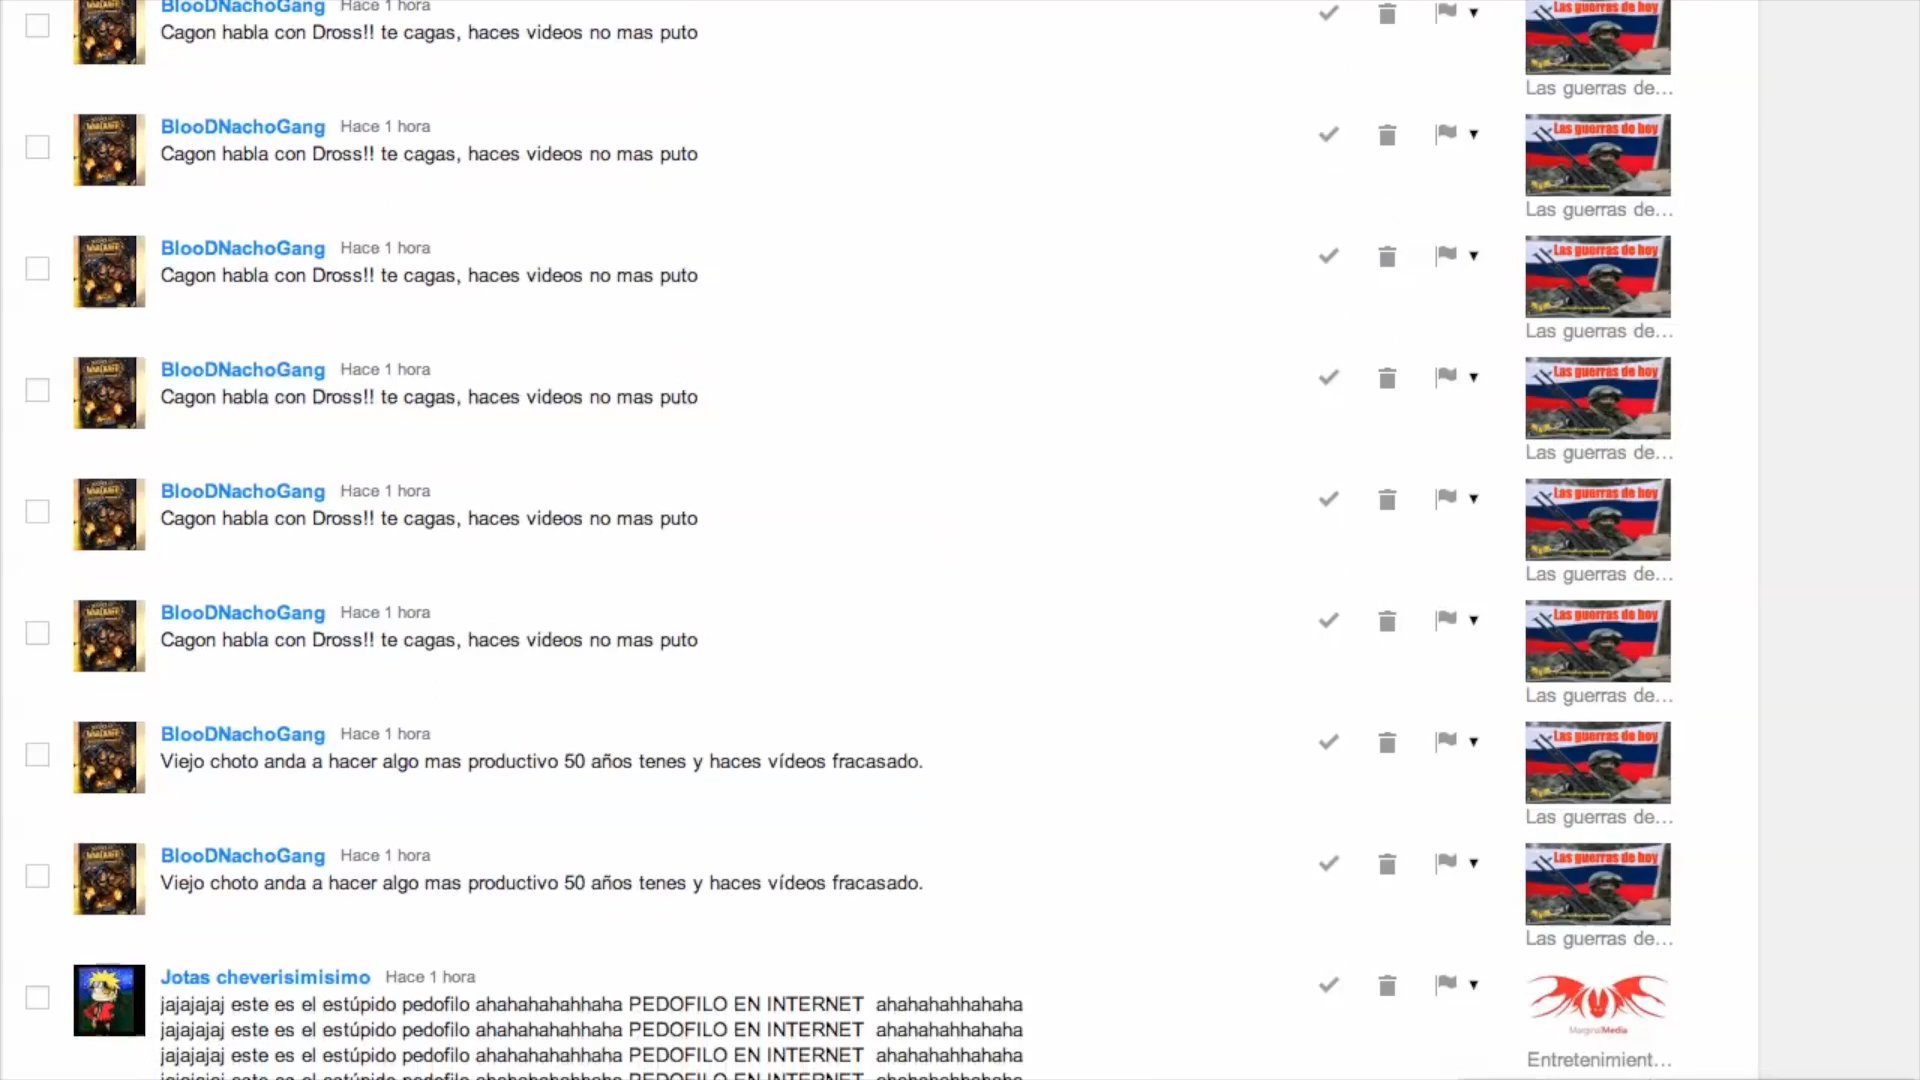 BlooDNachoGang Hace 1 hora
Cagon habla con Dross!! te cagas, haces videos no mas puto
Las guerras de hoy
Las guerras de...
BlooDNachoGang Hace 1 hora
Cagon habla con Dross!! te cagas, haces videos no mas puto
Las guerras de hoy
Las guerras de...
BlooDNachoGang Hace 1 hora
Cagon habla con Dross!! te cagas, haces videos no mas puto
Las guerras de hoy
Las guerras de...
BlooDNachoGang Hace 1 hora
Cagon habla con Dross!! te cagas, haces videos no mas puto
Las guerras de hoy
Las guerras de...
BlooDNachoGang Hace 1 hora
Cagon habla con Dross!! te cagas, haces videos no mas puto
Las guerras de hoy
Las guerras de...
BlooDNachoGang Hace 1 hora
Cagon habla con Dross!! te cagas, haces videos no mas puto
Las guerras de hoy
Las guerras de...
BlooDNachoGang Hace 1 hora
Viejo choto anda a hacer algo mas productivo 50 años tenes y haces vídeos fracasado.
Las guerras de hoy
Las guerras de...
BlooDNachoGang Hace 1 hora
Viejo choto anda a hacer algo mas productivo 50 años tenes y haces vídeos fracasado.
Las guerras de hoy
Las guerras de...
Jotas cheverisimisimo Hace 1 hora
jajajajaj este es el estúpido pedofilo ahahahahahhaha PEDOFILO EN INTERNET ahahahahhahaha
jajajajaj este es el estúpido pedofilo ahahahahahhaha PEDOFILO EN INTERNET ahahahahhahaha
jajajajaj este es el estúpido pedofilo ahahahahahhaha PEDOFILO EN INTERNET ahahahahhahaha
MarginalMedia
Entretenimient...